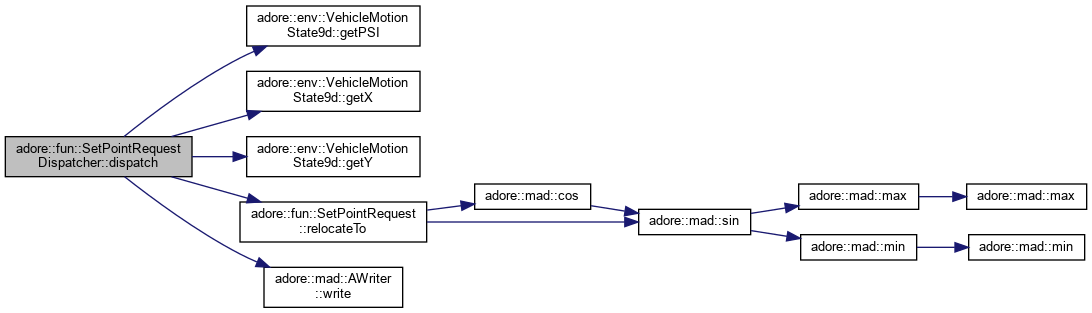 adore::fun::SetPointRequest
Dispatcher::dispatch
adore::env::VehicleMotion
State9d::getPSI
adore::env::VehicleMotion
State9d::getX
adore::env::VehicleMotion
State9d::getY
adore::fun::SetPointRequest
::relocateTo
adore::mad::AWriter
::write
adore::mad::cos
adore::mad::sin
adore::mad::max
adore::mad::max
adore::mad::min
adore::mad::min